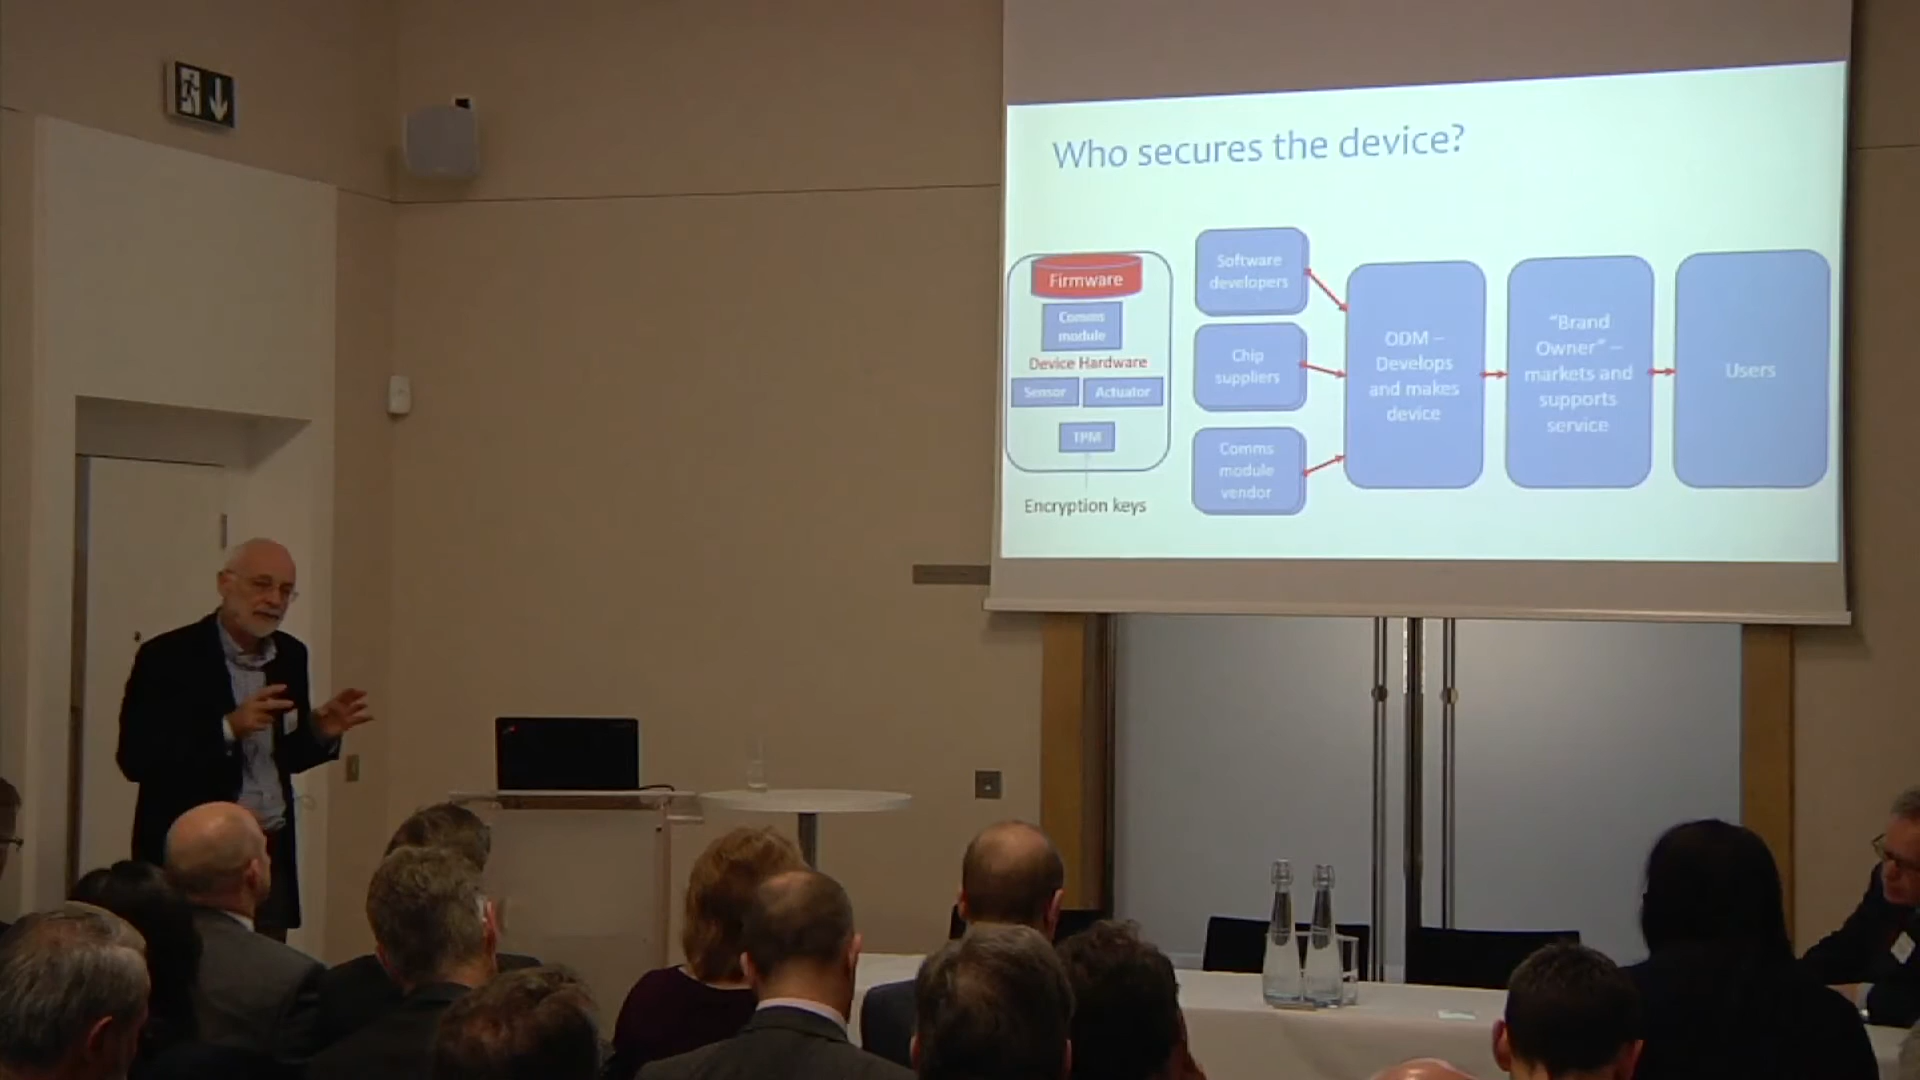 Who secures the device?
Firmware
Comms
module
Device Hardware
Sensor
Actuator
TPM
Encryption keys
Software
developers
Chip
suppliers
Comms
module
vendor
ODM –
Develops
and makes
device
“Brand
Owner” –
markets and
supports
service
Users